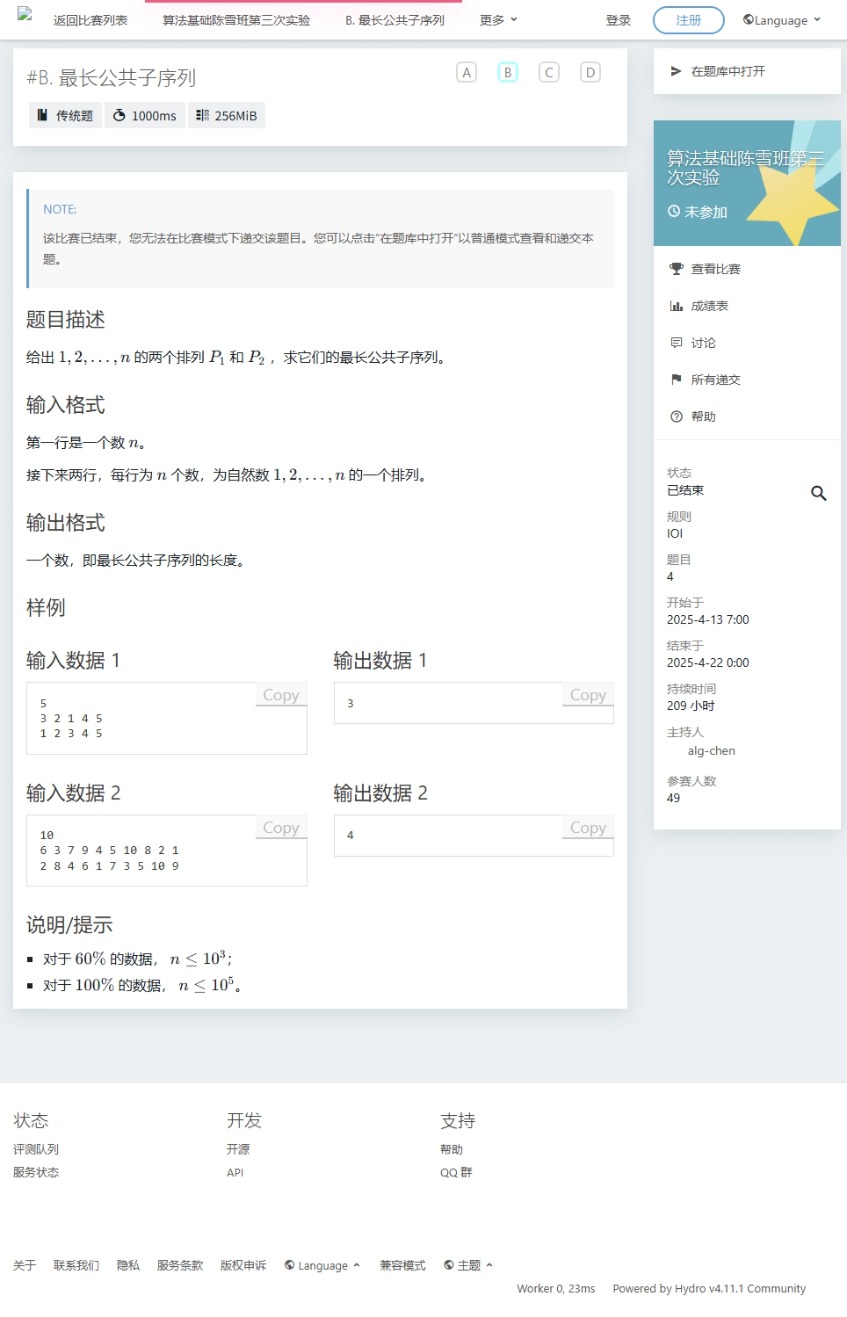 返回比赛列表 算法基础陈雪班第三次实验 B. 最长公共子序列 更多 登录 注册 Language
#B. 最长公共子序列
A B C D
传统题 1000ms 256MiB
NOTE:
该比赛已结束，您无法在比赛模式下递交该题目。您可以点击“在题库中打开”以普通模式查看和递交本
题。
题目描述
给出 1, 2, . . . , n 的两个排列 P₁ 和 P₂ ，求它们的最长公共子序列。
输入格式
第一行是一个数 n。
接下来两行，每行为 n 个数，为自然数 1, 2, . . . , n 的一个排列。
输出格式
一个数，即最长公共子序列的长度。
样例
输入数据 1
Copy
5
3 2 1 4 5
1 2 3 4 5
输出数据 1
Copy
3
输入数据 2
Copy
10
6 3 7 9 4 5 10 8 2 1
2 8 4 6 1 7 3 5 10 9
输出数据 2
Copy
4
说明/提示
对于 60% 的数据， n ≤ 10³；
对于 100% 的数据， n ≤ 10⁵。
在题库中打开
算法基础陈雪班第三
次实验
未参加
查看比赛
成绩表
讨论
所有递交
帮助
状态
已结束
规则
IOI
题目
4
开始于
2025-4-13 7:00
结束于
2025-4-22 0:00
持续时间
209 小时
主持人
alg-chen
参赛人数
49
状态
评测队列
服务状态
开发
开源
API
支持
帮助
QQ 群
关于 联系我们 隐私 服务条款 版权申诉 Language 兼容模式 主题
Worker 0, 23ms Powered by Hydro v4.11.1 Community